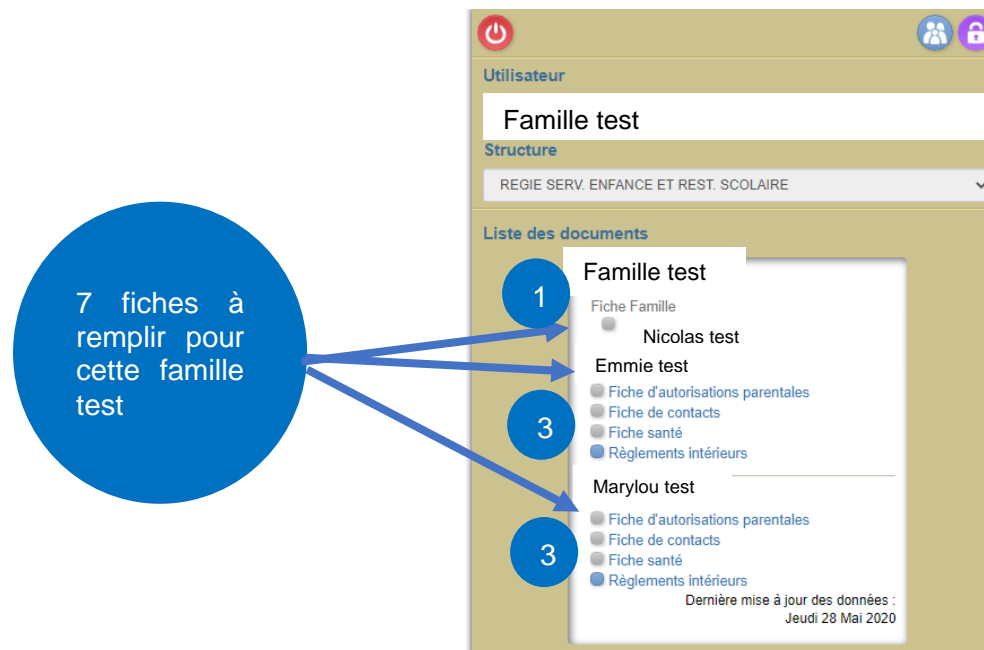 Utilisateur
Famille test
Structure
REGIE SERV. ENFANCE ET REST. SCOLAIRE
Liste des documents
7 fiches à
remplir pour
cette famille
test
Famille test
1
Fiche Famille
Nicolas test
Emmie test
Fiche d'autorisations parentales
3
Fiche de contacts
Fiche santé
Règlements intérieurs
Marylou test
Fiche d'autorisations parentales
3
Fiche de contacts
Fiche santé
Règlements intérieurs
Dernière mise à jour des données :
Jeudi 28 Mai 2020